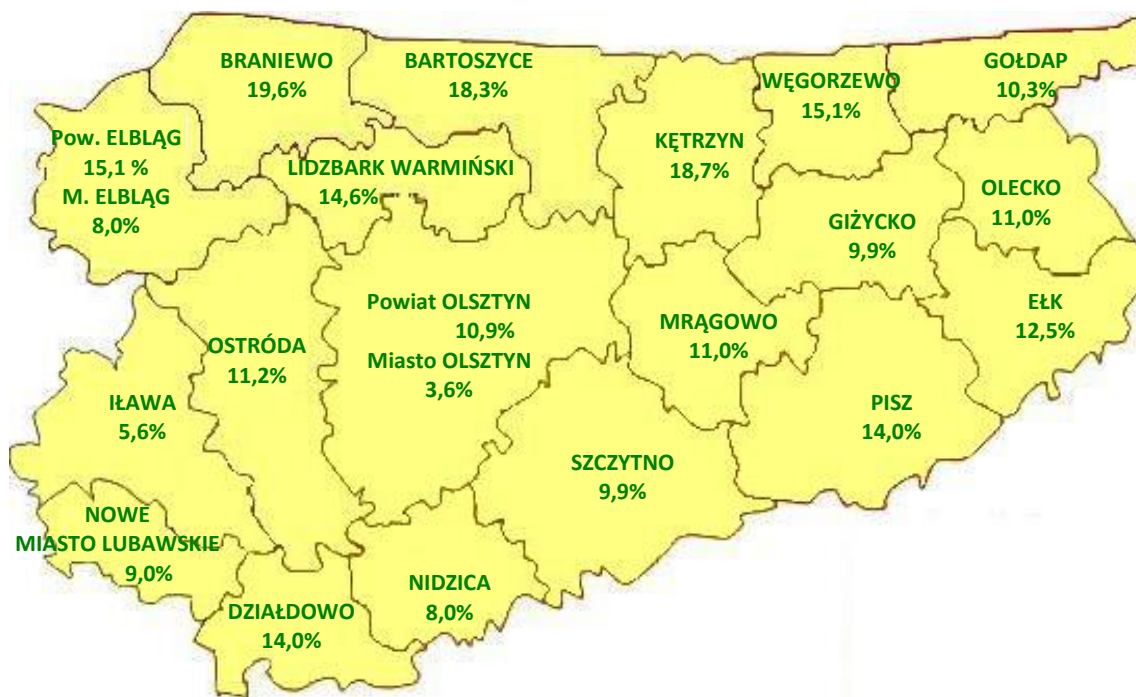 BRANIEWO
19,6%
BARTOSZYCE
18,3%
WĘGORZEWO
15,1%
GOŁDAP
10,3%
Pow. ELBLĄG
15,1 %
M. ELBLĄG
8,0%
LIDZBARK WARMIŃSKI
14,6%
KĘTRZYN
18,7%
GIŻYCKO
9,9%
OLECKO
11,0%
Powiat OLSZTYN
10,9%
Miasto OLSZTYN
3,6%
MRĄGOWO
11,0%
EŁK
12,5%
OSTRÓDA
11,2%
IŁAWA
5,6%
PISZ
14,0%
SZCZYTNO
9,9%
NOWE
MIASTO LUBAWSKIE
9,0%
NIDZICA
8,0%
DZIAŁDOWO
14,0%